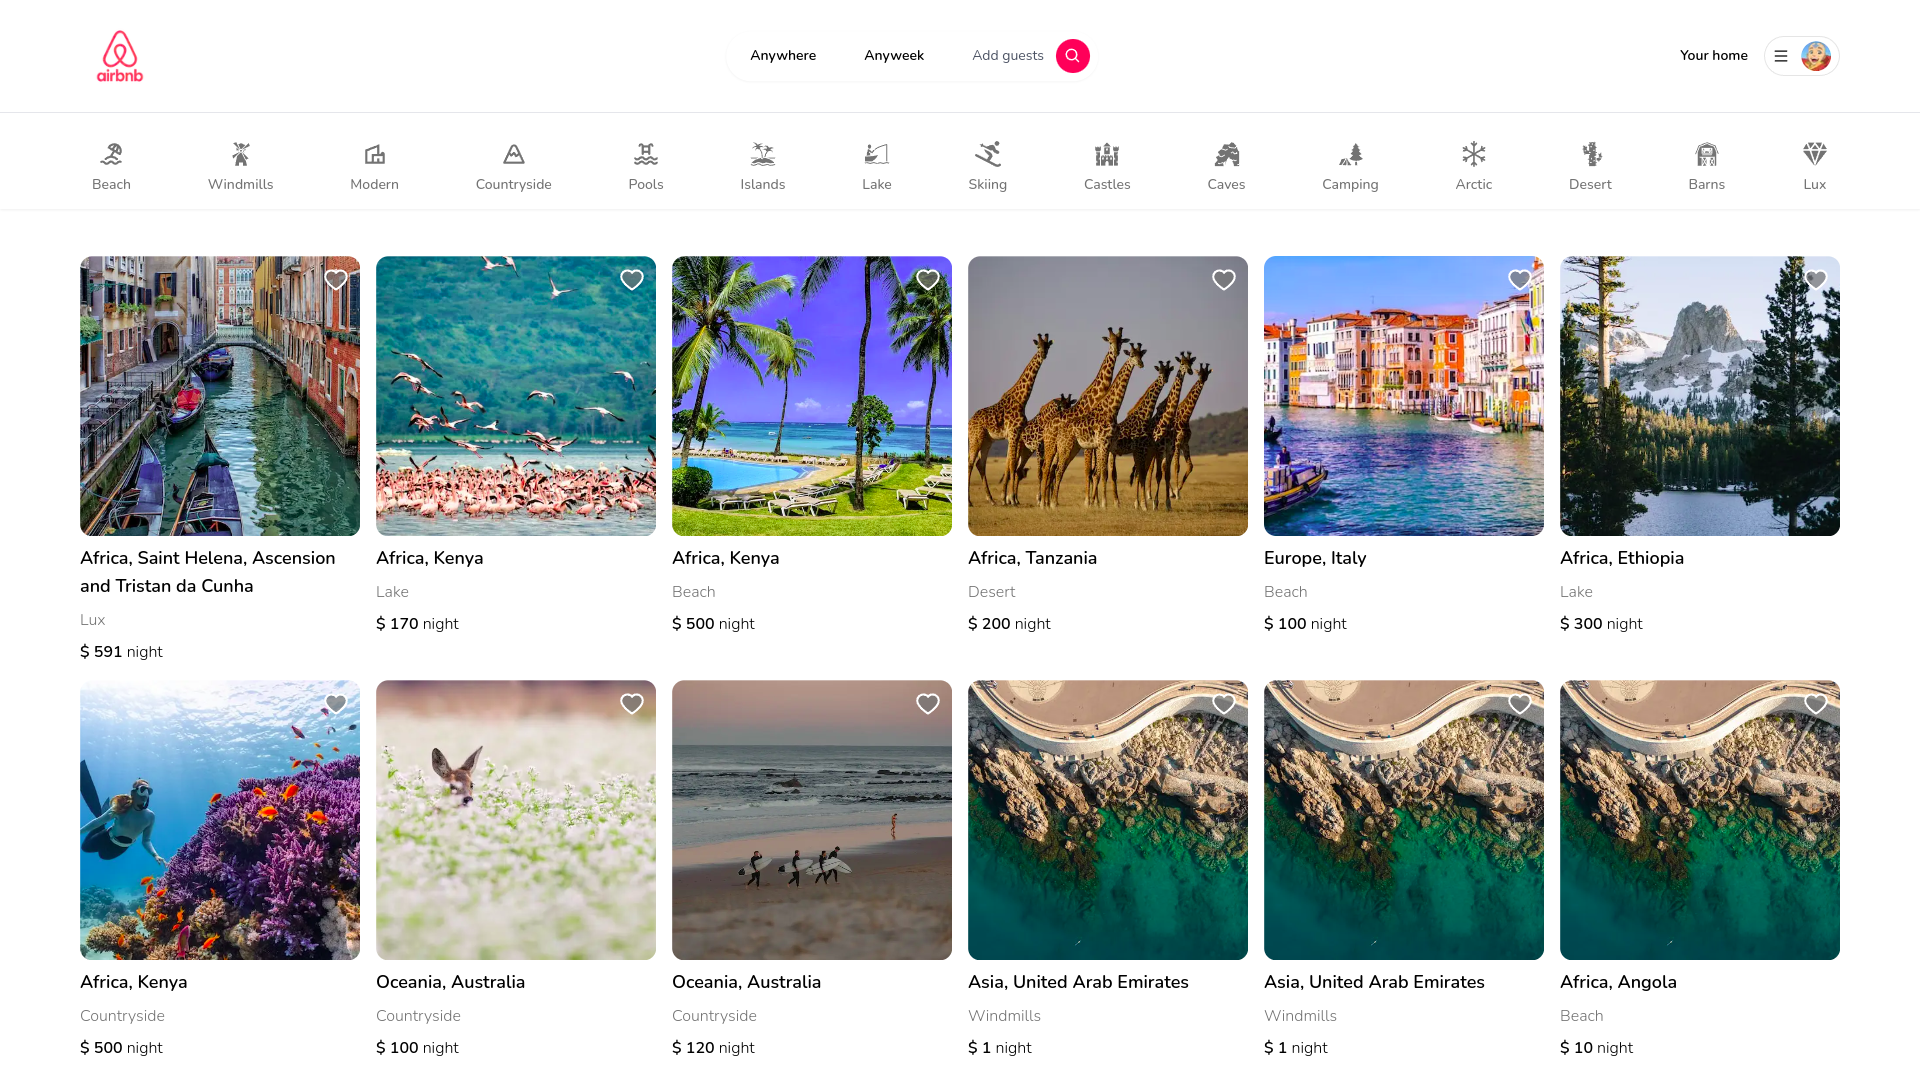 airbnb
Anywhere
Anyweek
Add guests
Your home
Beach
Windmills
Modern
Countryside
Pools
Islands
Lake
Skiing
Castles
Caves
Camping
Arctic
Desert
Barns
Lux
Africa, Saint Helena, Ascension
and Tristan da Cunha
Lux
$ 591 night
Africa, Kenya
Lake
$ 170 night
Africa, Kenya
Beach
$ 500 night
Africa, Tanzania
Desert
$ 200 night
Europe, Italy
Beach
$ 100 night
Africa, Ethiopia
Lake
$ 300 night
Africa, Kenya
Countryside
$ 500 night
Oceania, Australia
Countryside
$ 100 night
Oceania, Australia
Countryside
$ 120 night
Asia, United Arab Emirates
Windmills
$ 1 night
Asia, United Arab Emirates
Windmills
$ 1 night
Africa, Angola
Beach
$ 10 night